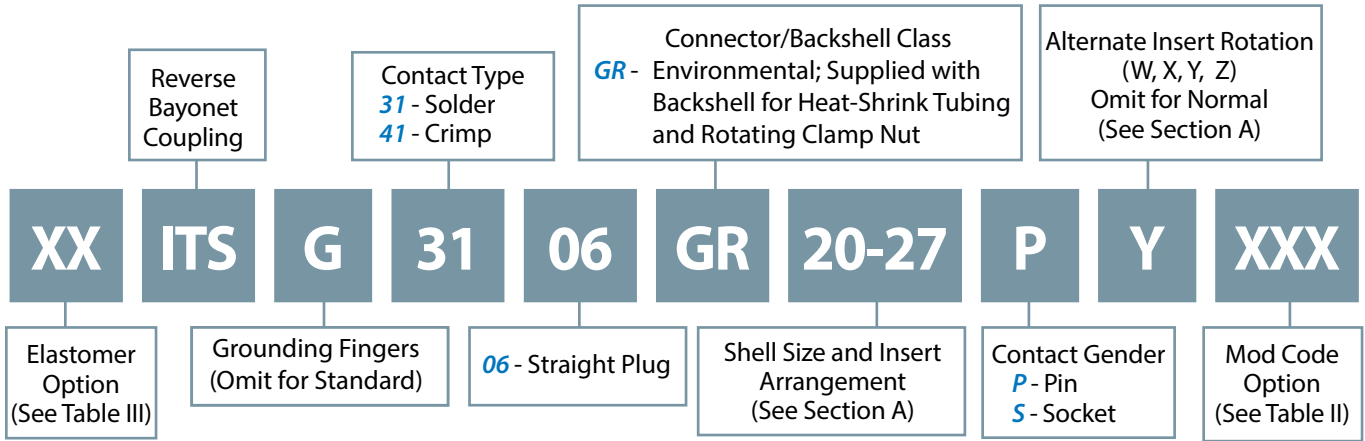 Reverse
Bayonet
Coupling
Contact Type
31 - Solder
41 - Crimp
Connector/Backshell Class
GR - Environmental; Supplied with
Backshell for Heat-Shrink Tubing
and Rotating Clamp Nut
Alternate Insert Rotation
(W, X, Y, Z)
Omit for Normal
(See Section A)
XX ITS G 31 06 GR 20-27 P Y XXX
Elastomer
Option
(See Table III)
Grounding Fingers
(Omit for Standard)
06 - Straight Plug
Shell Size and Insert
Arrangement
(See Section A)
Contact Gender
P - Pin
S - Socket
Mod Code
Option
(See Table II)